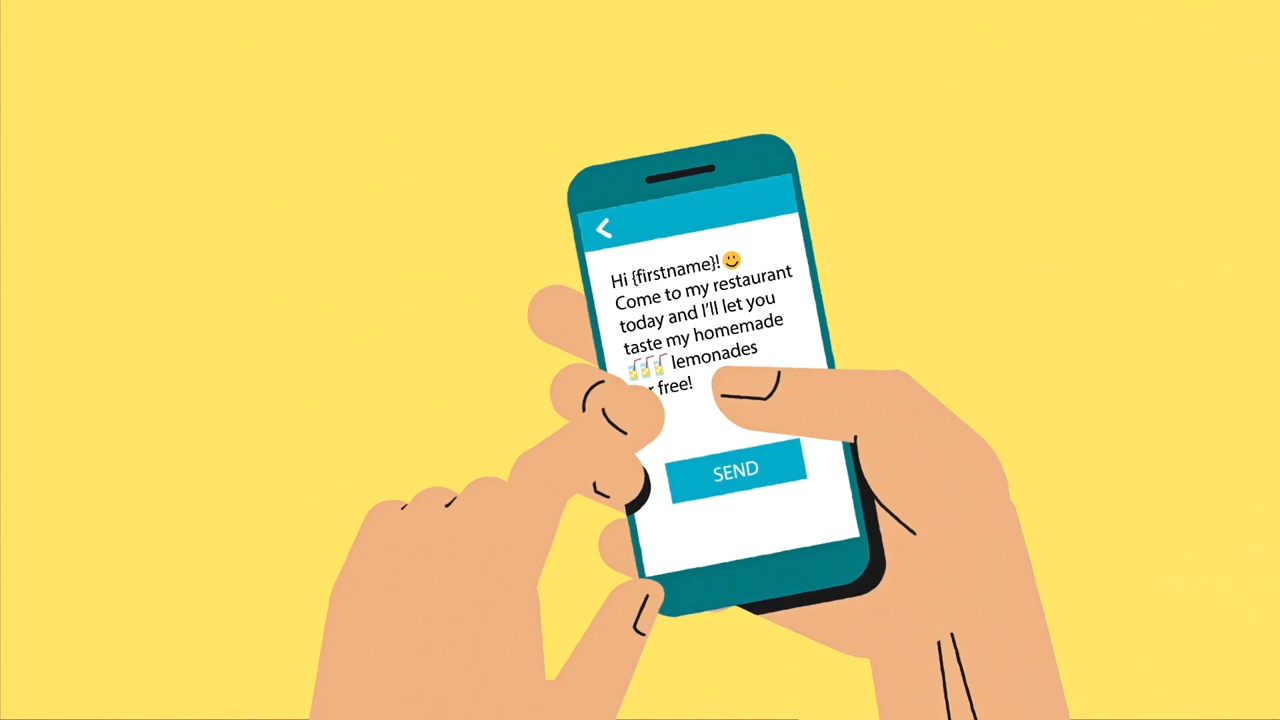 Hi {firstname}!🙂
Come to my restaurant
today and I'll let you
taste my homemade
🥤🥤🥤 lemonades
free!
SEND